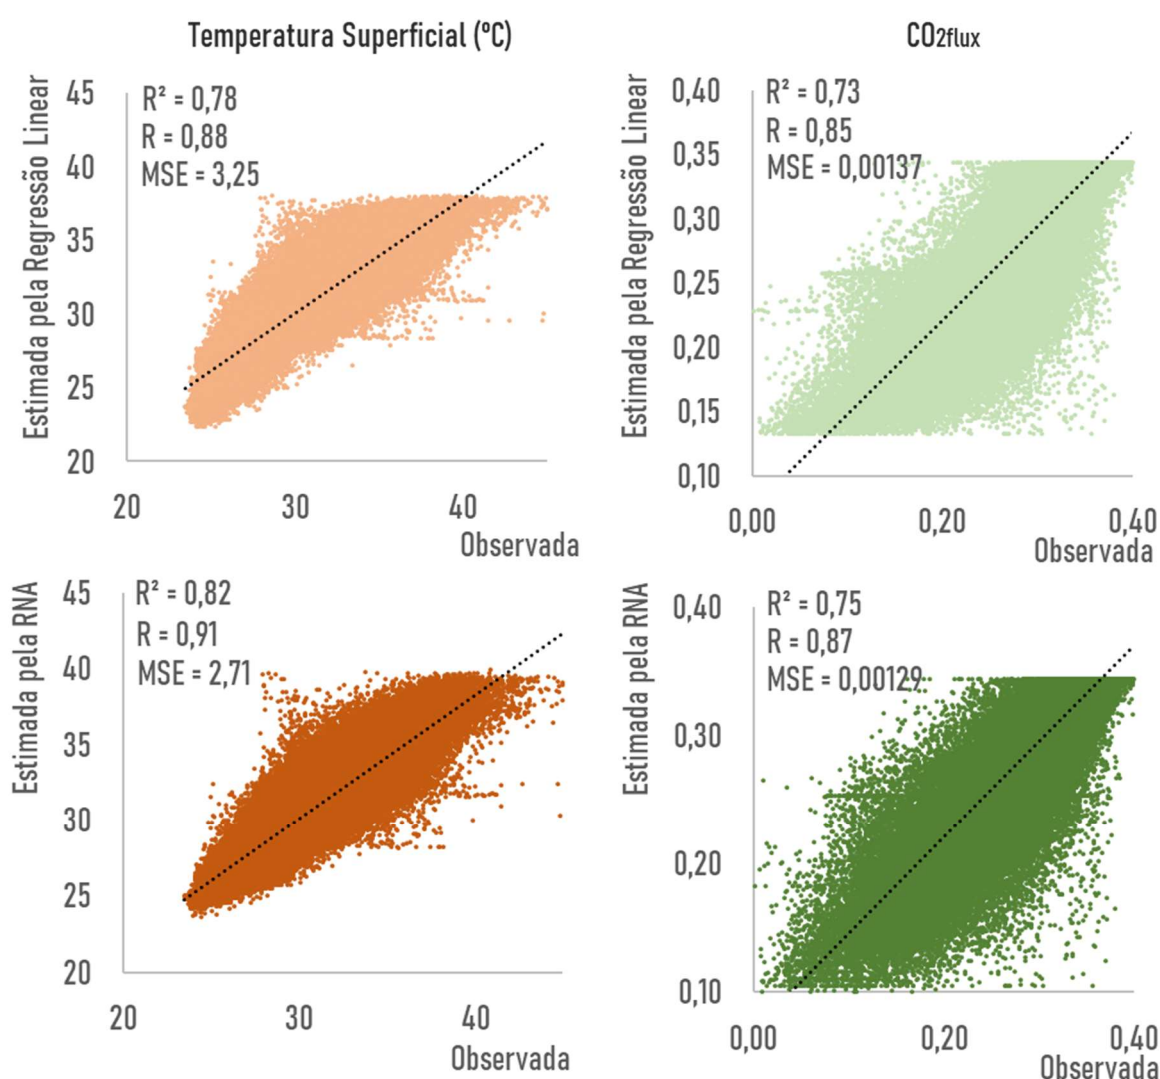 Temperatura Superficial (ºC)
Estimada pela Regressão Linear
45
40
35
30
25
20
R² = 0,78
R = 0,88
MSE = 3,25
20
30
40
Observada
CO2flux
Estimada pela Regressão Linear
0,40
0,35
0,30
0,25
0,20
0,15
0,10
R² = 0,73
R = 0,85
MSE = 0,00137
0,00
0,20
0,40
Observada
Estimada pela RNA
45
40
35
30
25
20
R² = 0,82
R = 0,91
MSE = 2,71
20
30
40
Observada
Estimada pela RNA
0,40
0,30
0,20
0,10
R² = 0,75
R = 0,87
MSE = 0,00129
0,00
0,20
0,40
Observada